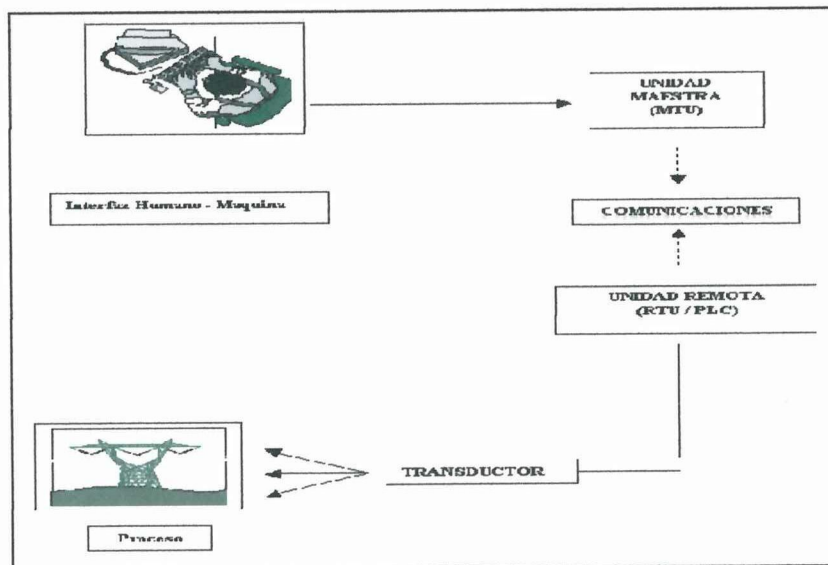 UNIDAD
MAESTRA
(MTU)
Interfaz Humano - Maquina
COMUNICACIONES
UNIDAD REMOTA
(RTU / PLC)
TRANSDUCTOR
Proceso